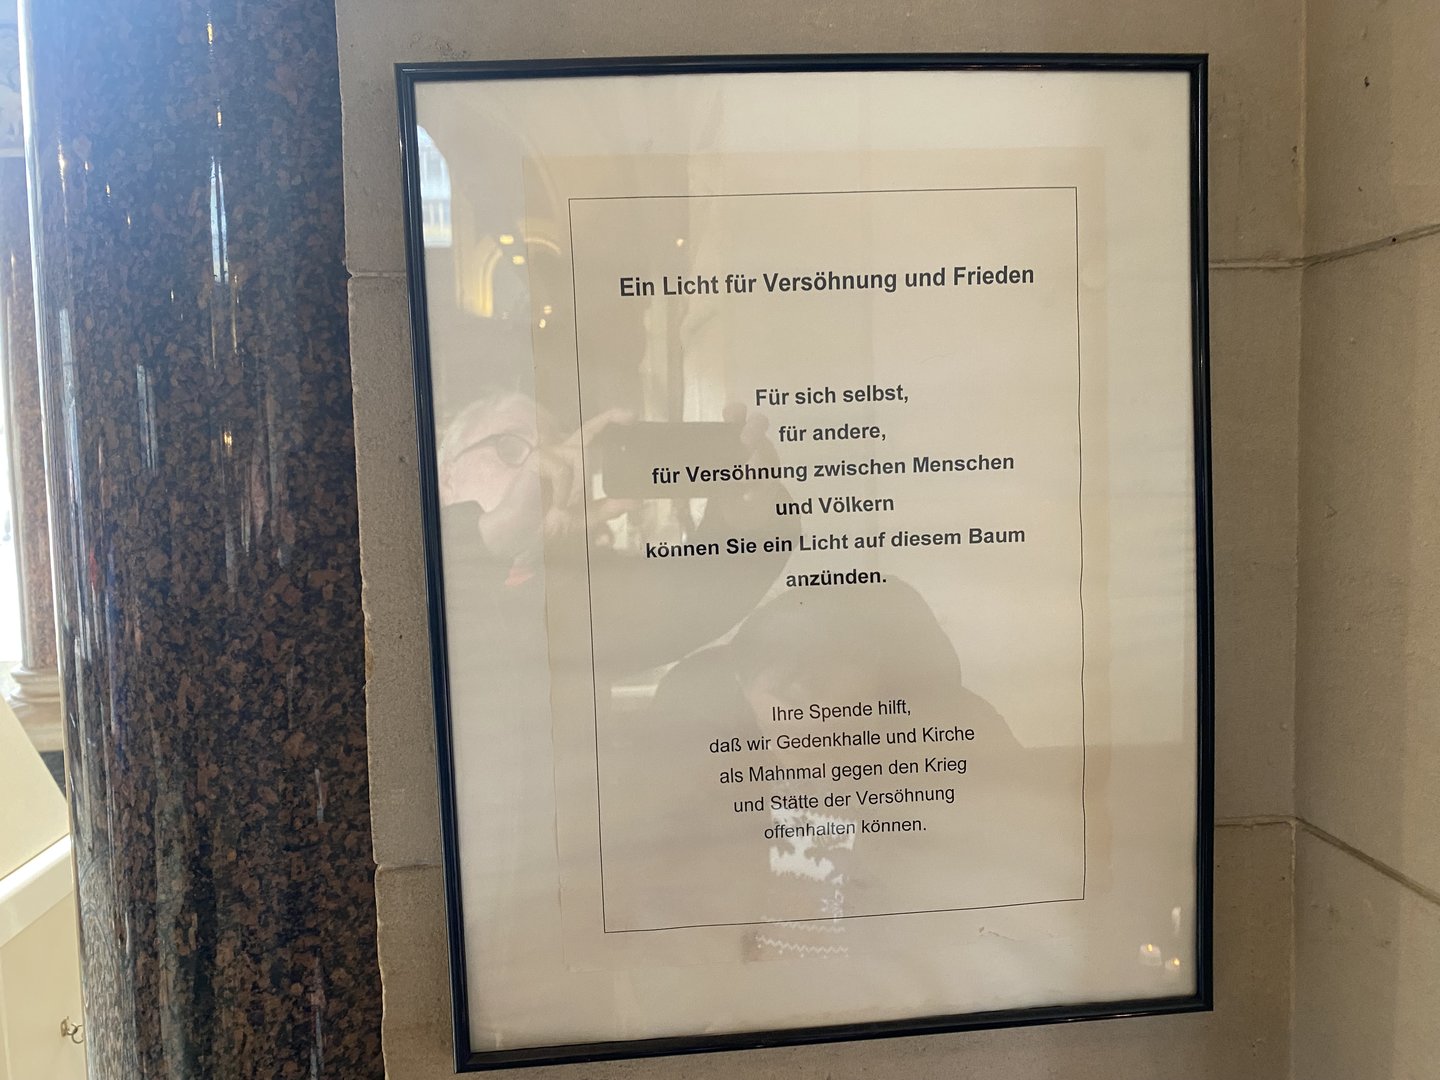 Ein Licht für Versöhnung und Frieden
Für sich selbst,
für andere,
für Versöhnung zwischen Menschen
und Völkern
können Sie ein Licht auf diesem Baum
anzünden.
Ihre Spende hilft,
daß wir Gedenkhalle und Kirche
als Mahnmal gegen den Krieg
und Stätte der Versöhnung
offenhalten können.